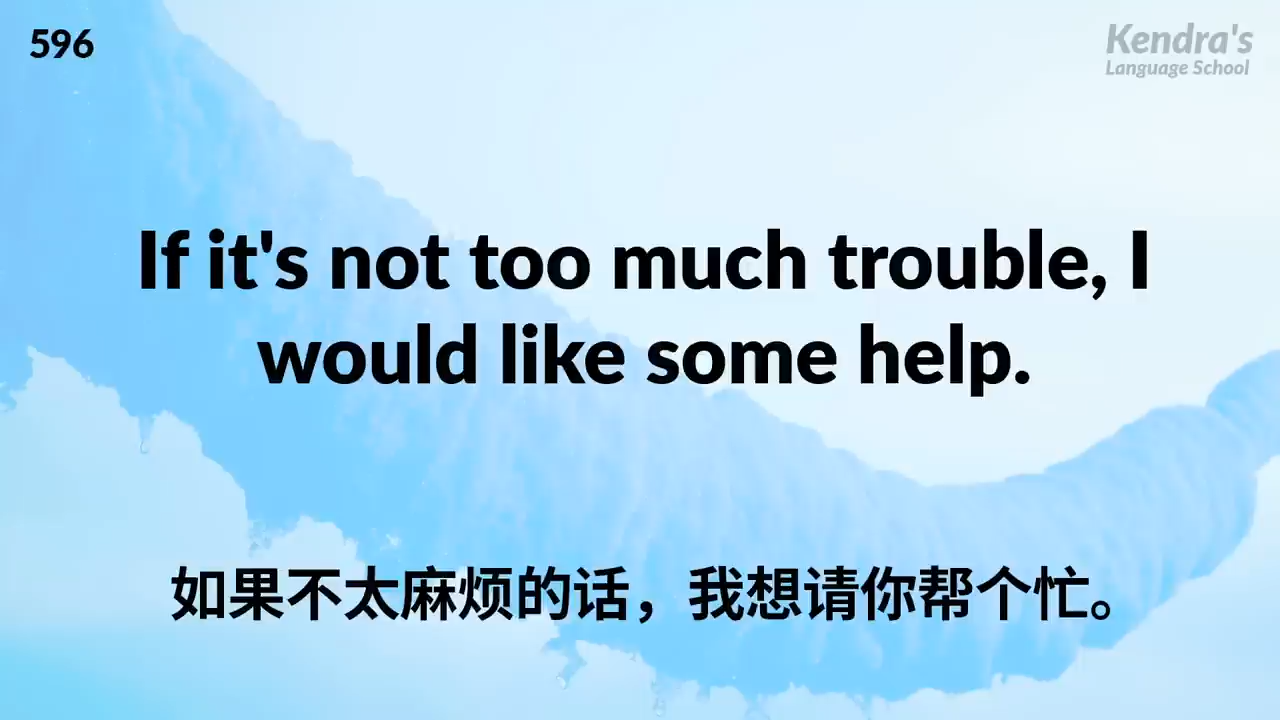 596
Kendra's
Language School
If it's not too much trouble, I
would like some help.
如果不太麻烦的话，我想请你帮个忙。